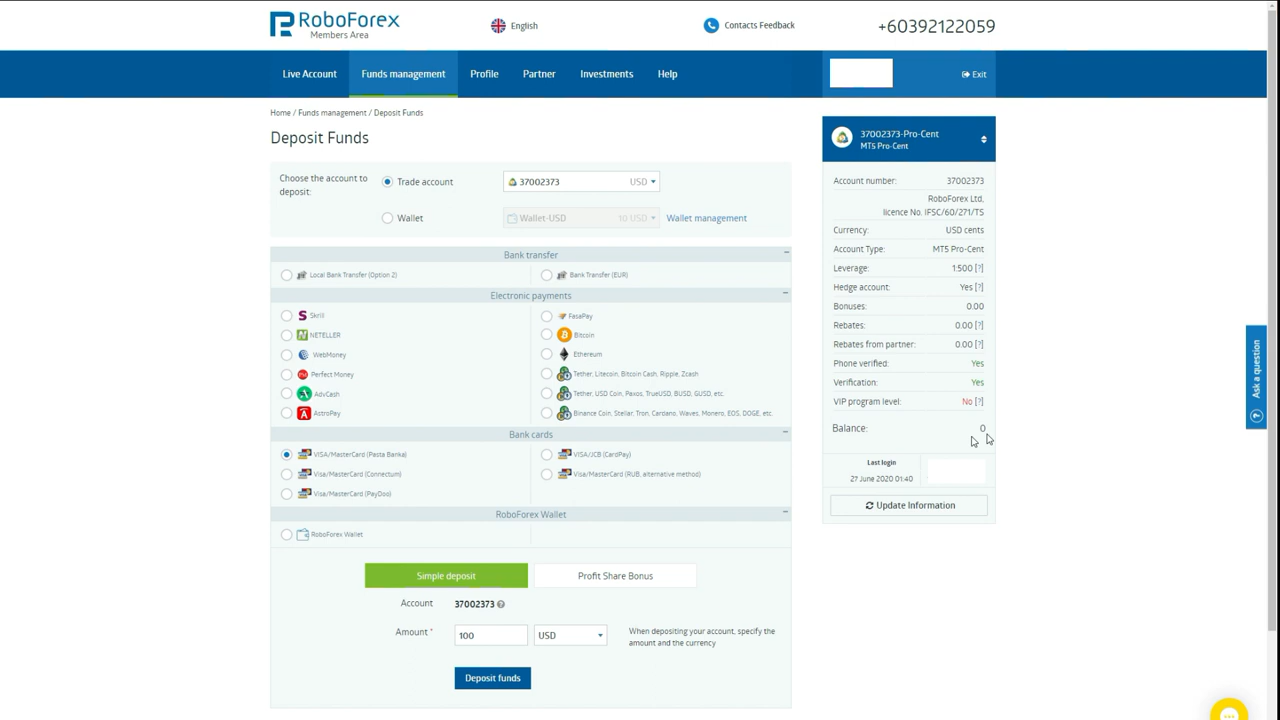 RoboForex
Members Area
English
Contacts Feedback
+60392122059
Live Account
Funds management
Profile
Partner
Investments
Help
Exit
Home / Funds management / Deposit Funds
Deposit Funds
Choose the account to
deposit:
Trade account
37002373 USD
Wallet
Wallet-USD 10 USD
Wallet management
Bank transfer
Local Bank Transfer (Option 2)
Bank Transfer (EUR)
Electronic payments
Skrill
FasaPay
NETELLER
Bitcoin
WebMoney
Ethereum
Perfect Money
Tether, Litecoin, Bitcoin Cash, Ripple, Zcash
AdvCash
Tether, USD Coin, Paxos, TrueUSD, BUSD, GUSD, etc.
AstroPay
Binance Coin, Stellar, Tron, Cardano, Waves, Monero, EOS, DOGE, etc.
Bank cards
VISA/MasterCard (Pasta Banka)
VISA/JCB (CardPay)
Visa/MasterCard (Connectum)
Visa/MasterCard (RUB, alternative method)
Visa/MasterCard (PayDoo)
RoboForex Wallet
RoboForex Wallet
Simple deposit
Profit Share Bonus
Account 37002373
Amount * 100 USD
When depositing your account, specify the
amount and the currency
Deposit funds
37002373-Pro-Cent
MT5 Pro-Cent
Account number: 37002373
RoboForex Ltd,
licence No. IFSC/60/271/TS
Currency: USD cents
Account Type: MT5 Pro-Cent
Leverage: 1:500 [?]
Hedge account: Yes [?]
Bonuses: 0.00
Rebates: 0.00 [?]
Rebates from partner: 0.00 [?]
Phone verified: Yes
Verification: Yes
VIP program level: No [?]
Balance: 0
Last login
27 June 2020 01:40
Update Information
Ask a question